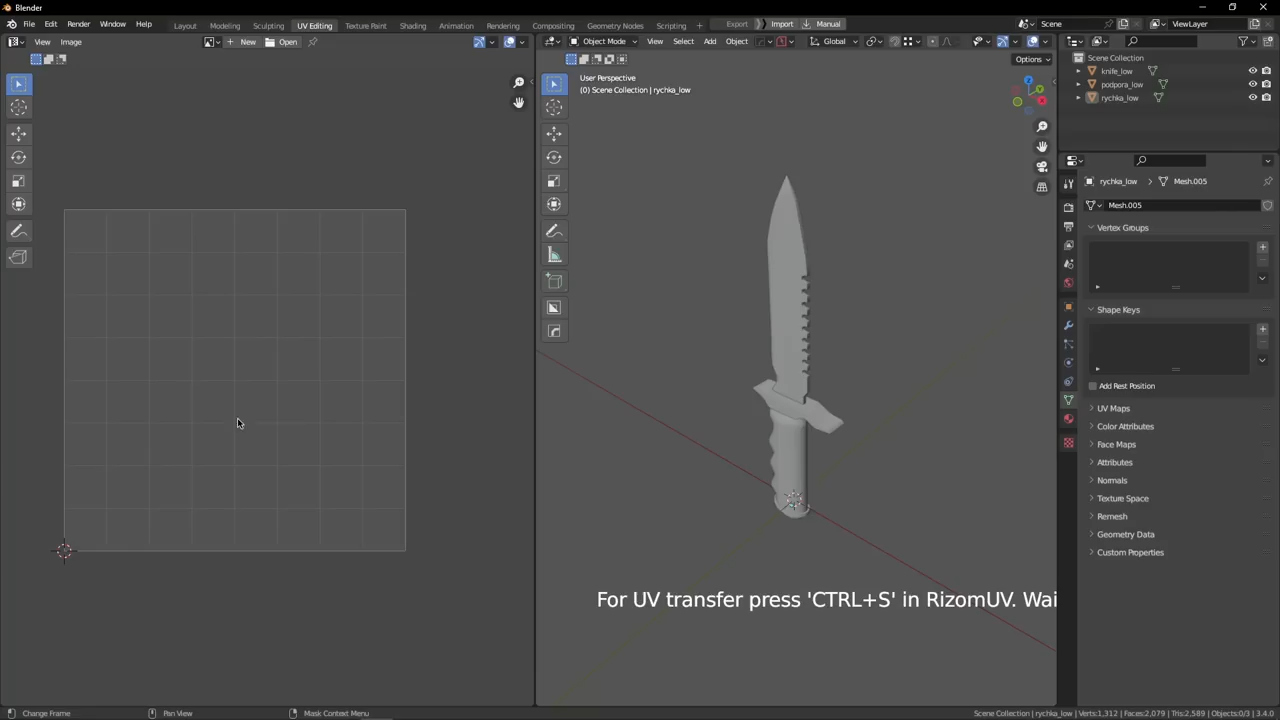 Blender
File Edit Render Window Help Layout Modeling Sculpting UV Editing Texture Paint Shading Animation Rendering Compositing Geometry Nodes Scripting + Export Import Manual Scene ViewLayer
View Image New Open Object Mode View Select Add Object Global
Options
User Perspective
(0) Scene Collection | rychka_low
Scene Collection
knife_low
podpora_low
rychka_low
rychka_low > Mesh.005
Mesh.005
Vertex Groups
Shape Keys
Add Rest Position
UV Maps
Color Attributes
Face Maps
Attributes
Normals
Texture Space
Remesh
Geometry Data
Custom Properties
For UV transfer press 'CTRL+S' in RizomUV. Wai
Change Frame Pan View Mask Context Menu Scene Collection | rychka_low | Verts:1,312 | Faces:2,079 | Tris:2,589 | Objects:0/3 | 3.4.0